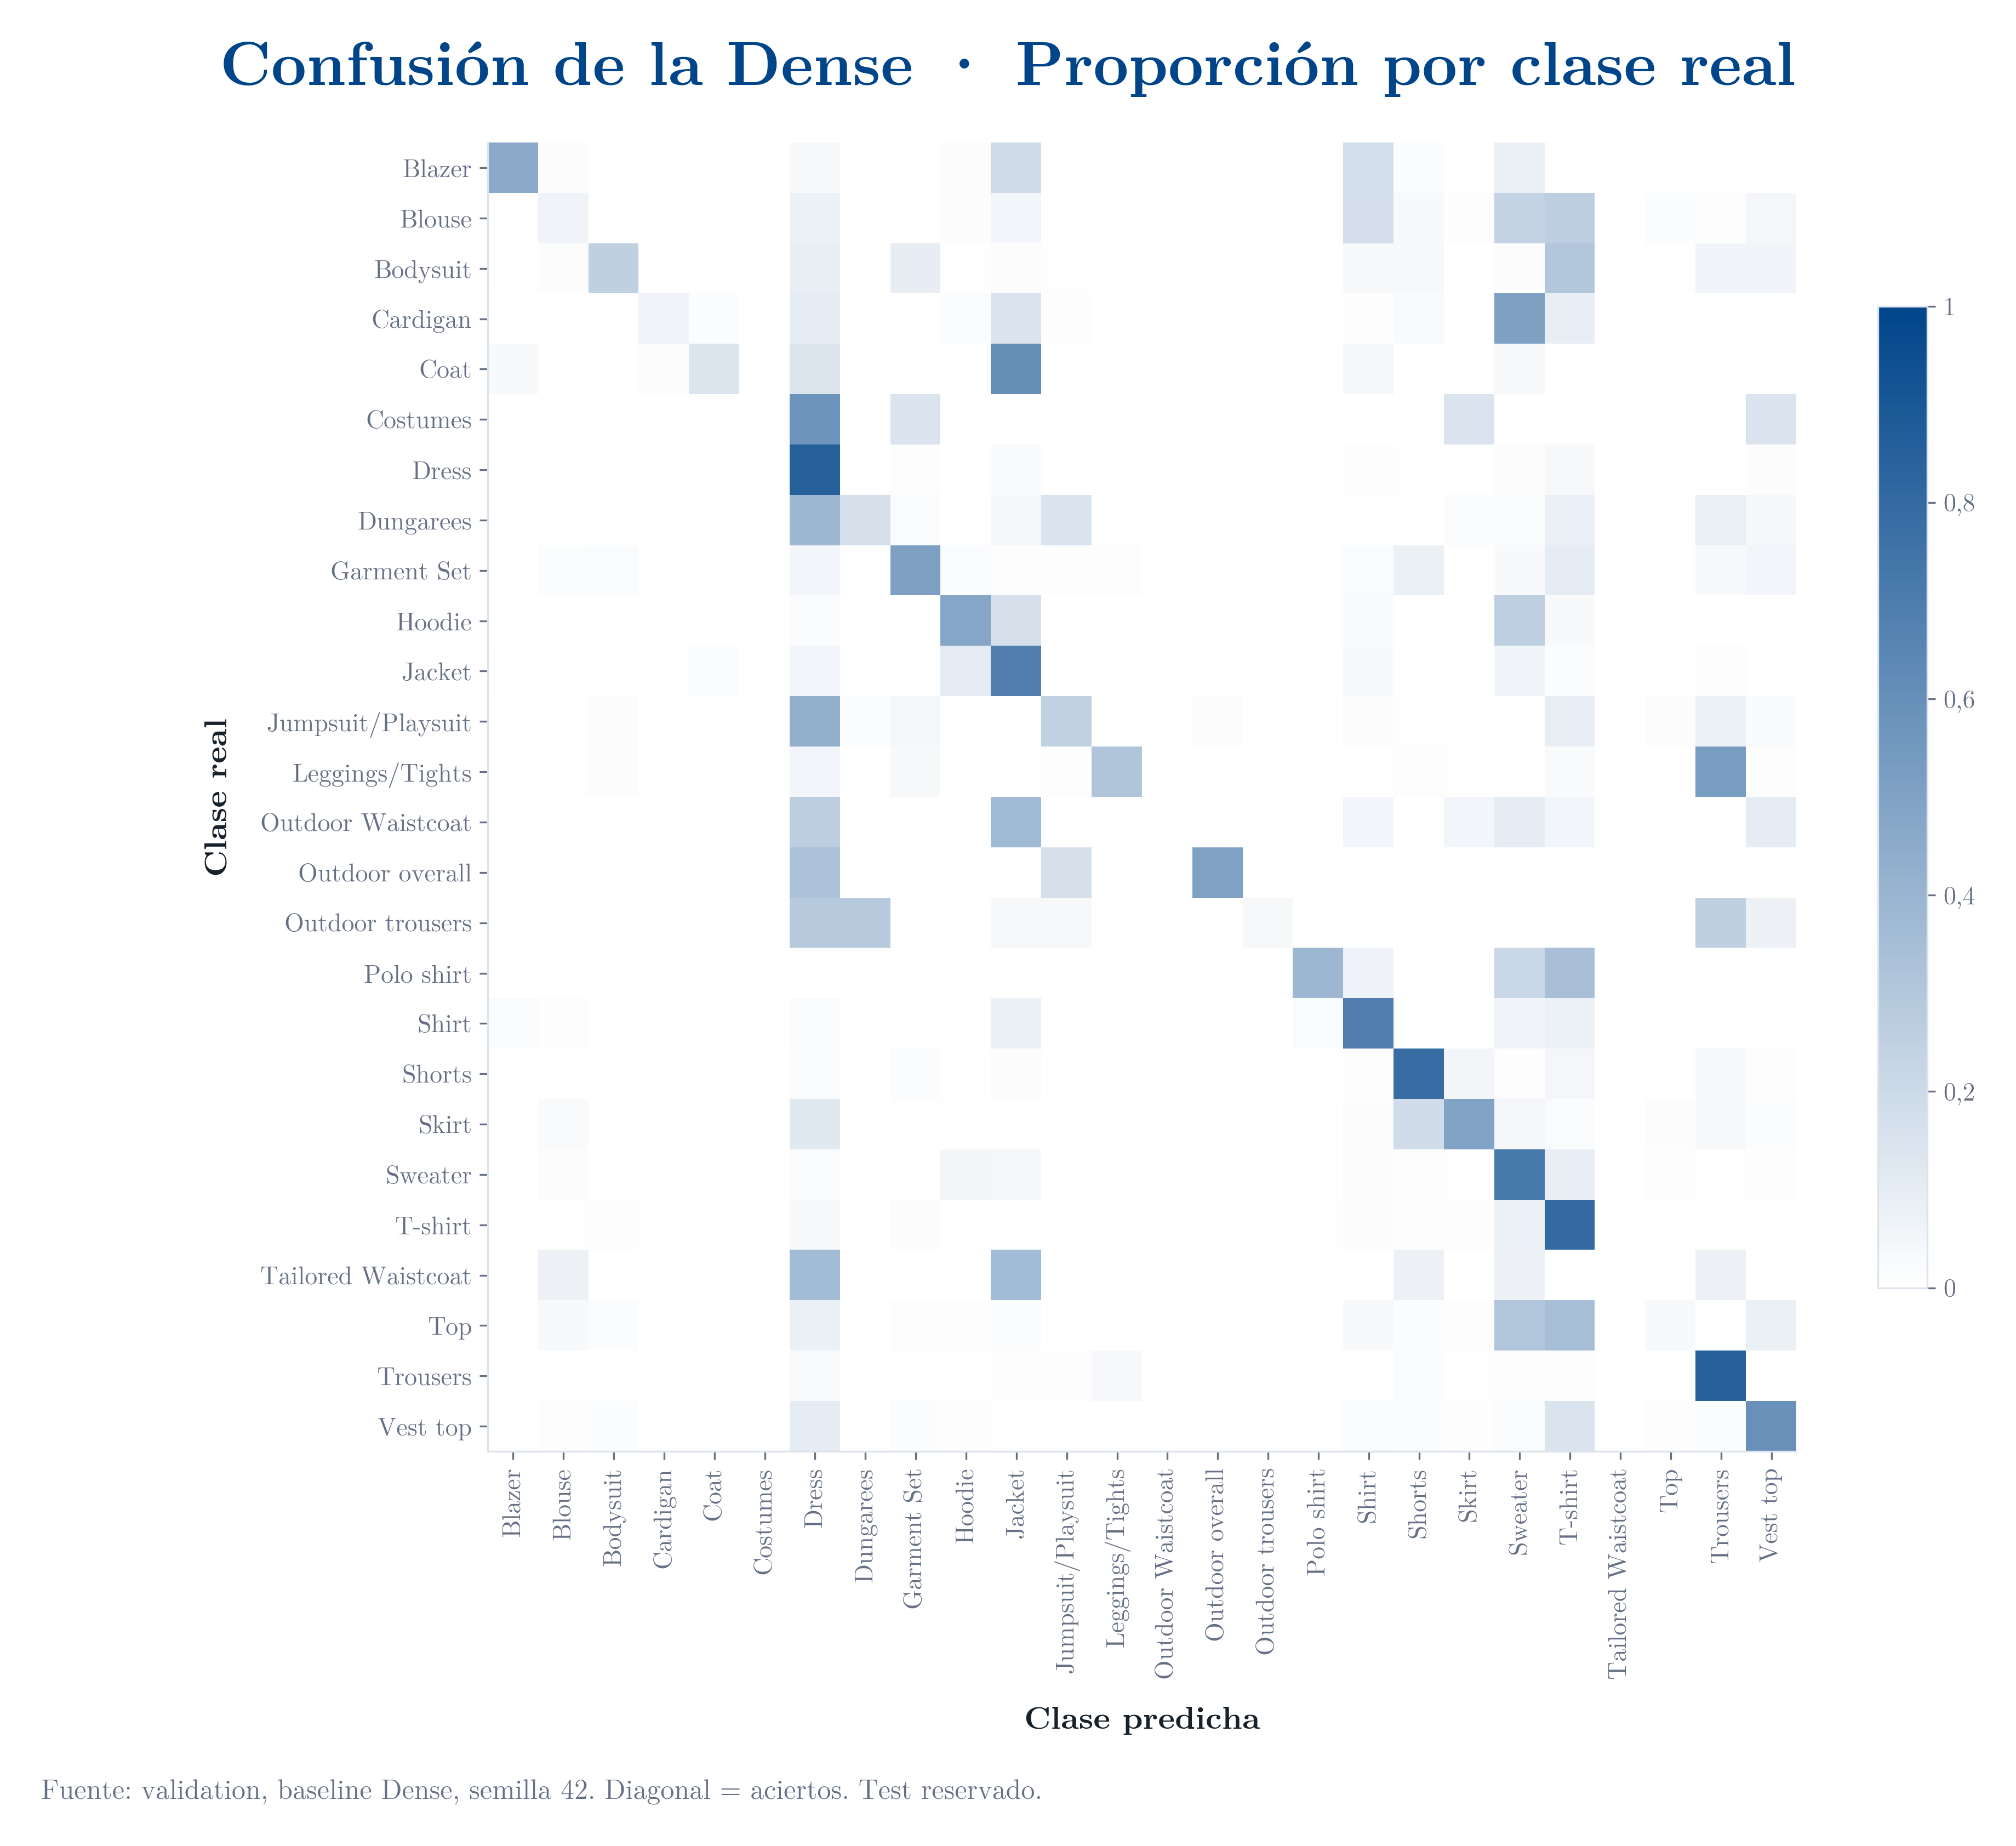 Confusión de la Dense · Proporción por clase real
Clase real
Blazer
Blouse
Bodysuit
Cardigan
Coat
Costumes
Dress
Dungarees
Garment Set
Hoodie
Jacket
Jumpsuit/Playsuit
Leggings/Tights
Outdoor Waistcoat
Outdoor overall
Outdoor trousers
Polo shirt
Shirt
Shorts
Skirt
Sweater
T-shirt
Tailored Waistcoat
Top
Trousers
Vest top
1
0,8
0,6
0,4
0,2
0
Blazer
Blouse
Bodysuit
Cardigan
Coat
Costumes
Dress
Dungarees
Garment Set
Hoodie
Jacket
Jumpsuit/Playsuit
Leggings/Tights
Outdoor Waistcoat
Outdoor overall
Outdoor trousers
Polo shirt
Shirt
Shorts
Skirt
Sweater
T-shirt
Tailored Waistcoat
Top
Trousers
Vest top
Clase predicha
Fuente: validation, baseline Dense, semilla 42. Diagonal = aciertos. Test reservado.